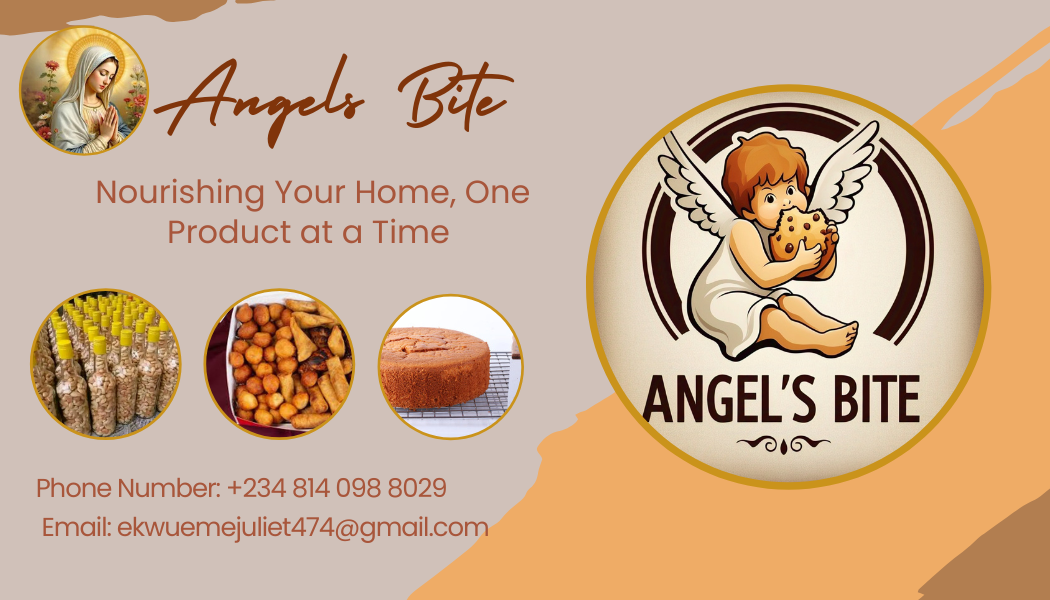 Angels Bite
Nourishing Your Home, One
Product at a Time
ANGEL'S BITE
Phone Number: +234 814 098 8029
Email: ekwuemejuliet474@gmail.com